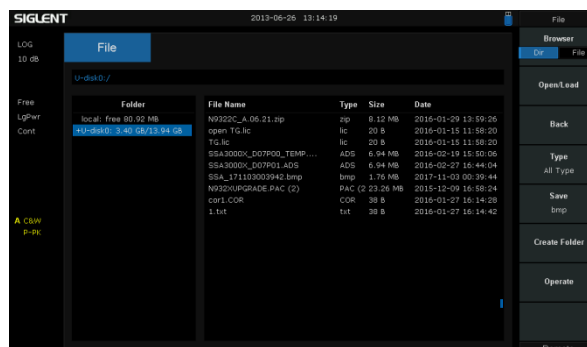 SIGLENT 2013-06-26 13:14:19 File
LOG
10 dB
File
Browser
Dir File
U-disk0:/
Open/Load
Free
LgPwr
Cont
Folder
local: free 80.92 MB
+U-disk0: 3.40 GB/13.94 GB
File Name Type Size Date
N9322C_A.06.21.zip zip 8.12 MB 2016-01-29 13:59:26
open TG.lic lic 20 B 2016-01-15 11:58:20
TG.lic lic 20 B 2016-01-15 11:58:20
SSA3000X_D07P00_TEMP.... ADS 6.94 MB 2016-02-19 15:50:06
SSA3000X_D07P01.ADS ADS 6.94 MB 2016-02-27 16:44:04
SSA_171103003942.bmp bmp 1.76 MB 2017-11-03 00:39:44
N932XUPGRADE.PAC (2) PAC (2 23.26 MB 2015-12-09 16:58:24
cor1.COR COR 38 B 2016-01-27 16:14:28
1.txt txt 38 B 2016-01-27 16:14:42
Back
Type
All Type
Save
bmp
A C&W
P-PK
Create Folder
Operate